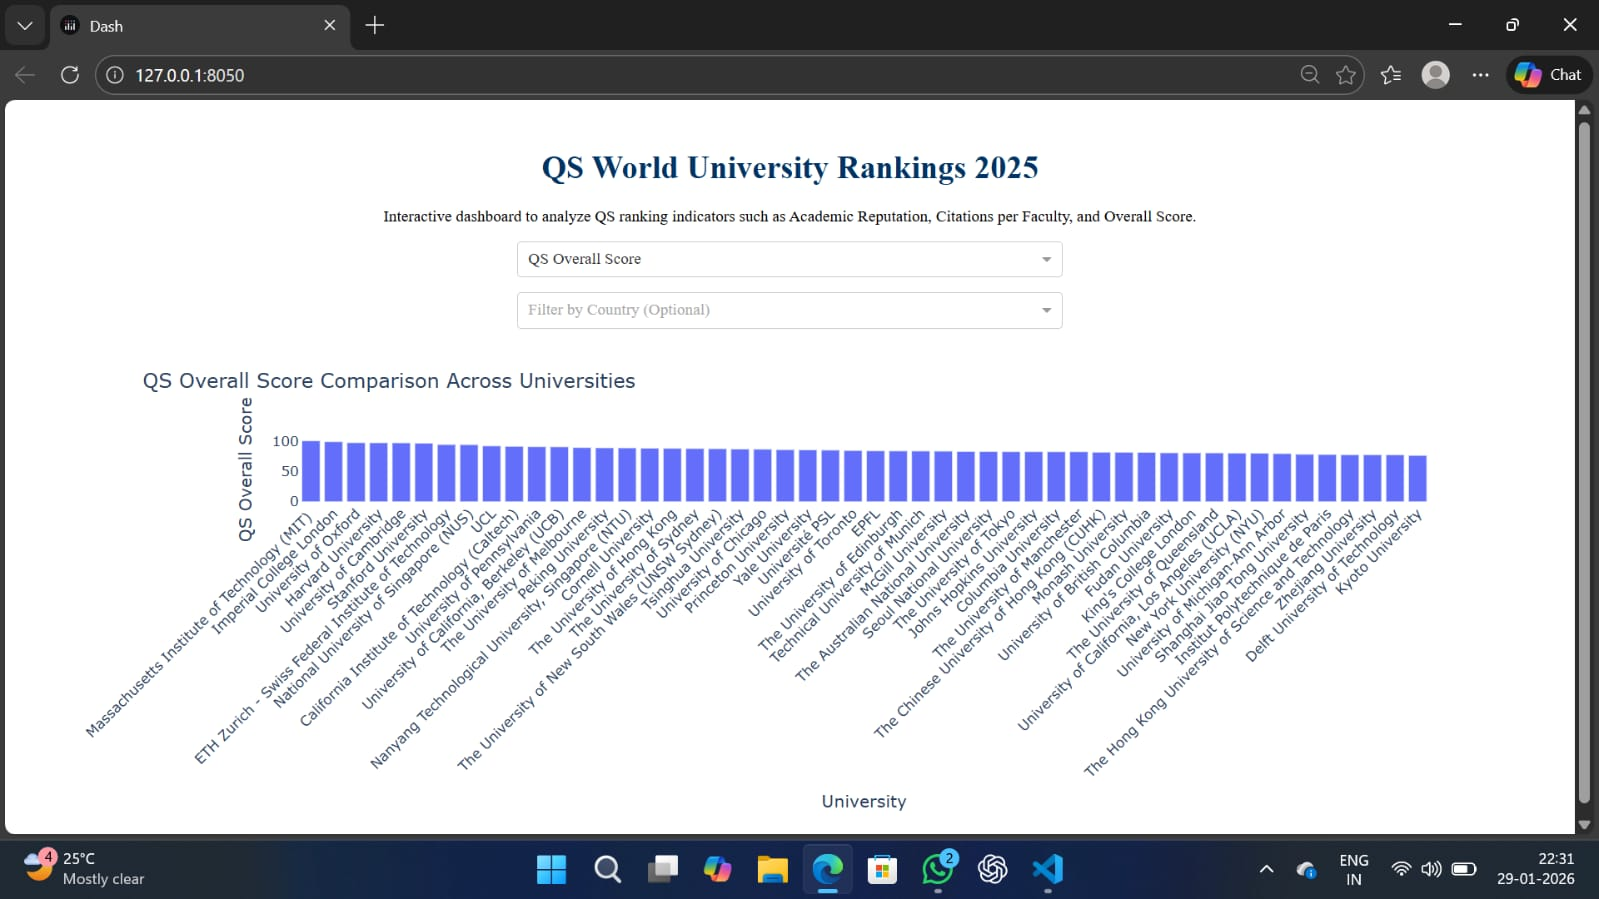 Dash
127.0.0.1:8050
Chat
QS World University Rankings 2025
Interactive dashboard to analyze QS ranking indicators such as Academic Reputation, Citations per Faculty, and Overall Score.
QS Overall Score
Filter by Country (Optional)
QS Overall Score Comparison Across Universities
QS Overall Score
100
50
0
Massachusetts Institute of Technology (MIT)
Imperial College London
University of Oxford
Harvard University
University of Cambridge
Stanford University
ETH Zurich - Swiss Federal Institute of Technology
National University of Singapore (NUS)
UCL
California Institute of Technology (Caltech)
University of Pennsylvania
University of California, Berkeley (UCB)
The University of Melbourne
Peking University
Nanyang Technological University, Singapore (NTU)
Cornell University
The University of Hong Kong
The University of Sydney
The University of New South Wales (UNSW Sydney)
Tsinghua University
University of Chicago
Princeton University
Yale University
Université PSL
University of Toronto
EPFL
The University of Edinburgh
Technical University of Munich
McGill University
The Australian National University
Seoul National University
Johns Hopkins University
The University of Tokyo
Columbia University
The University of Manchester
The Chinese University of Hong Kong (CUHK)
Monash University
University of British Columbia
Fudan University
King's College London
The University of Queensland
University of California, Los Angeles (UCLA)
New York University (NYU)
University of Michigan-Ann Arbor
Shanghai Jiao Tong University
Institut Polytechnique de Paris
The Hong Kong University of Science and Technology
Zhejiang University
Delft University of Technology
Kyoto University
University
4
25°C
Mostly clear
2
ENG
IN
22:31
29-01-2026